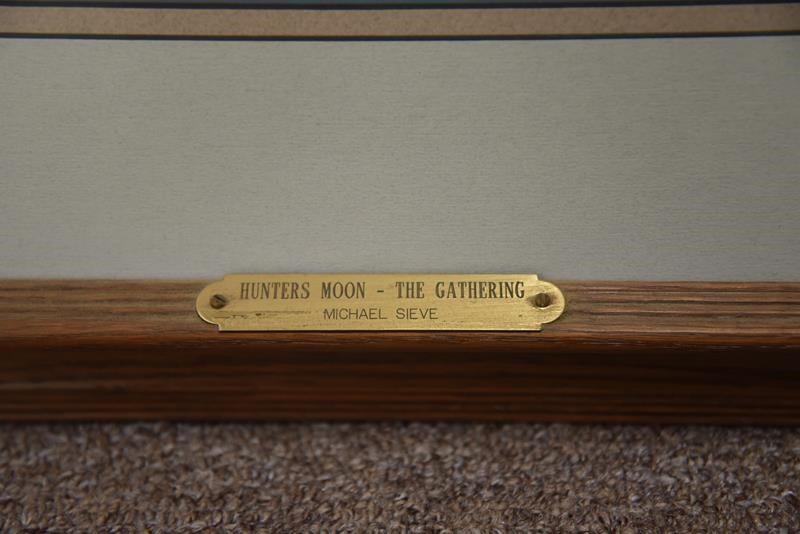 HUNTERS MOON - THE GATHERING
MICHAEL SIEVE